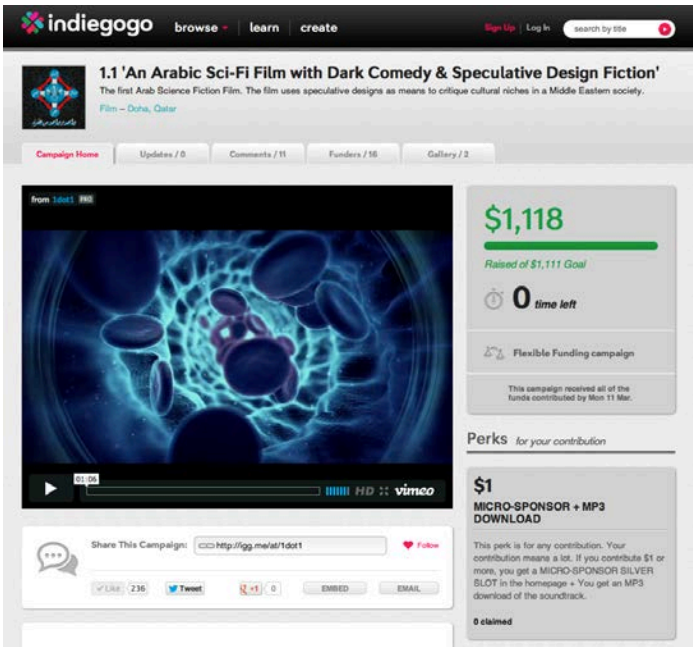 indiegogo
browse learn create
Sign Up | Log In
search by title
1.1 'An Arabic Sci-Fi Film with Dark Comedy & Speculative Design Fiction'
The first Arab Science Fiction Film. The film uses speculative designs as means to critique cultural niches in a Middle Eastern society.
Film – Doha, Qatar
Campaign Home
Updates / 0
Comments / 11
Funders / 16
Gallery / 2
from 1dot1 PRO
01:06
HD vimeo
$1,118
Raised of $1,111 Goal
0 time left
Flexible Funding campaign
This campaign received all of the
funds contributed by Mon 11 Mar.
Perks for your contribution
$1
MICRO-SPONSOR + MP3
DOWNLOAD
This perk is for any contribution. Your
contribution means a lot. If you contribute $1 or
more, you get a MICRO-SPONSOR SILVER
SLOT in the homepage + You get an MP3
download of the soundtrack.
0 claimed
Share This Campaign: http://igg.me/at/1dot1
Follow
Like 236 Tweet +1 0 EMBED EMAIL